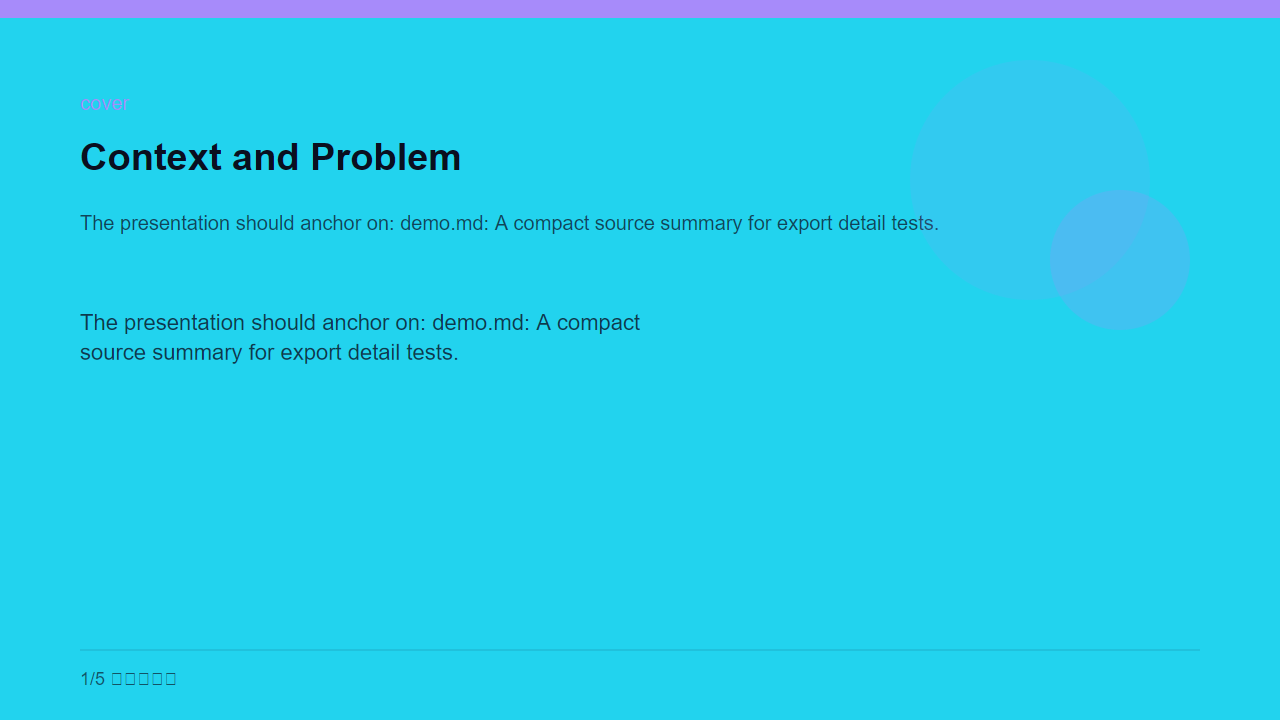 cover
Context and Problem
The presentation should anchor on: demo.md: A compact source summary for export detail tests.
The presentation should anchor on: demo.md: A compact
source summary for export detail tests.
1/5